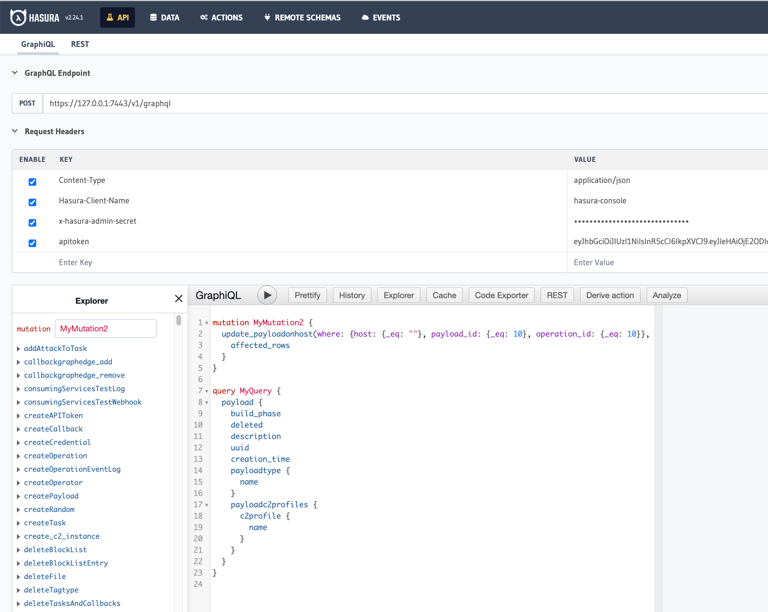 HASURA v2.24.1 API DATA ACTIONS REMOTE SCHEMAS EVENTS
GraphiQL REST
GraphQL Endpoint
POST https://127.0.0.1:7443/v1/graphql
Request Headers
ENABLE KEY VALUE
Content-Type application/json
Hasura-Client-Name hasura-console
x-hasura-admin-secret ••••••••••••••••••••••••••••••
apitoken
Enter Key Enter Value
Explorer
GraphiQL Prettify History Explorer Cache Code Exporter REST Derive action Analyze
mutation MyMutation2
addAttackToTask
callbackgraphedge_add
callbackgraphedge_remove
consumingServicesTestLog
consumingServicesTestWebhook
createAPIToken
createCallback
createCredential
createOperation
createOperationEventLog
createOperator
createPayload
createRandom
createTask
create_c2_instance
deleteBlockList
deleteBlockListEntry
deleteFile
deleteTagtype
deleteTasksAndCallbacks
1 mutation MyMutation2 {
2 update_payloadonhost(where: {host: {_eq: ""}, payload_id: {_eq: 10}, operation_id: {_eq: 10}},
3 affected_rows
4 }
5 }
6
7 query MyQuery {
8 payload {
9 build_phase
10 deleted
11 description
12 uuid
13 creation_time
14 payloadtype {
15 name
16 }
17 payloadc2profiles {
18 c2profile {
19 name
20 }
21 }
22 }
23 }
24